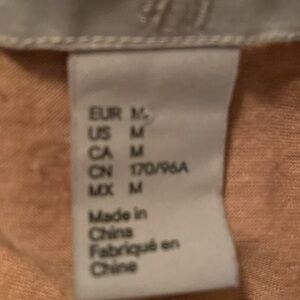 EUR M
US M
CA M
CN 170/96A
MX M
Made in
China
Fabriqué en
Chine